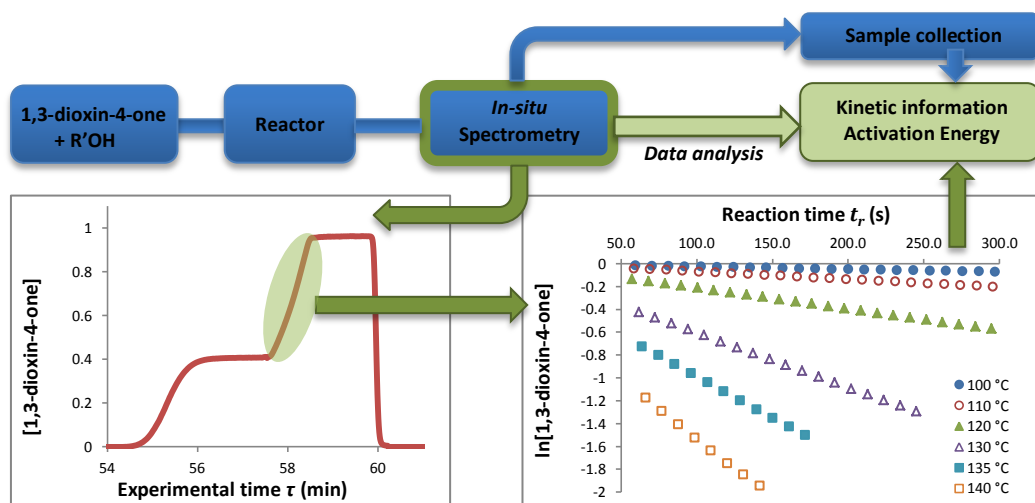 Sample collection
1,3-dioxin-4-one
+ R'OH
Reactor
In-situ
Spectrometry
Data analysis
Kinetic information
Activation Energy
[1,3-dioxin-4-one]
1
0.8
0.6
0.4
0.2
0
54
56
58
60
Experimental time τ (min)
Reaction time tr (s)
50.0
100.0
150.0
200.0
250.0
300.0
ln[1,3-dioxin-4-one]
0
-0.2
-0.4
-0.6
-0.8
-1
-1.2
-1.4
-1.6
-1.8
-2
100 °C
110 °C
120 °C
130 °C
135 °C
140 °C